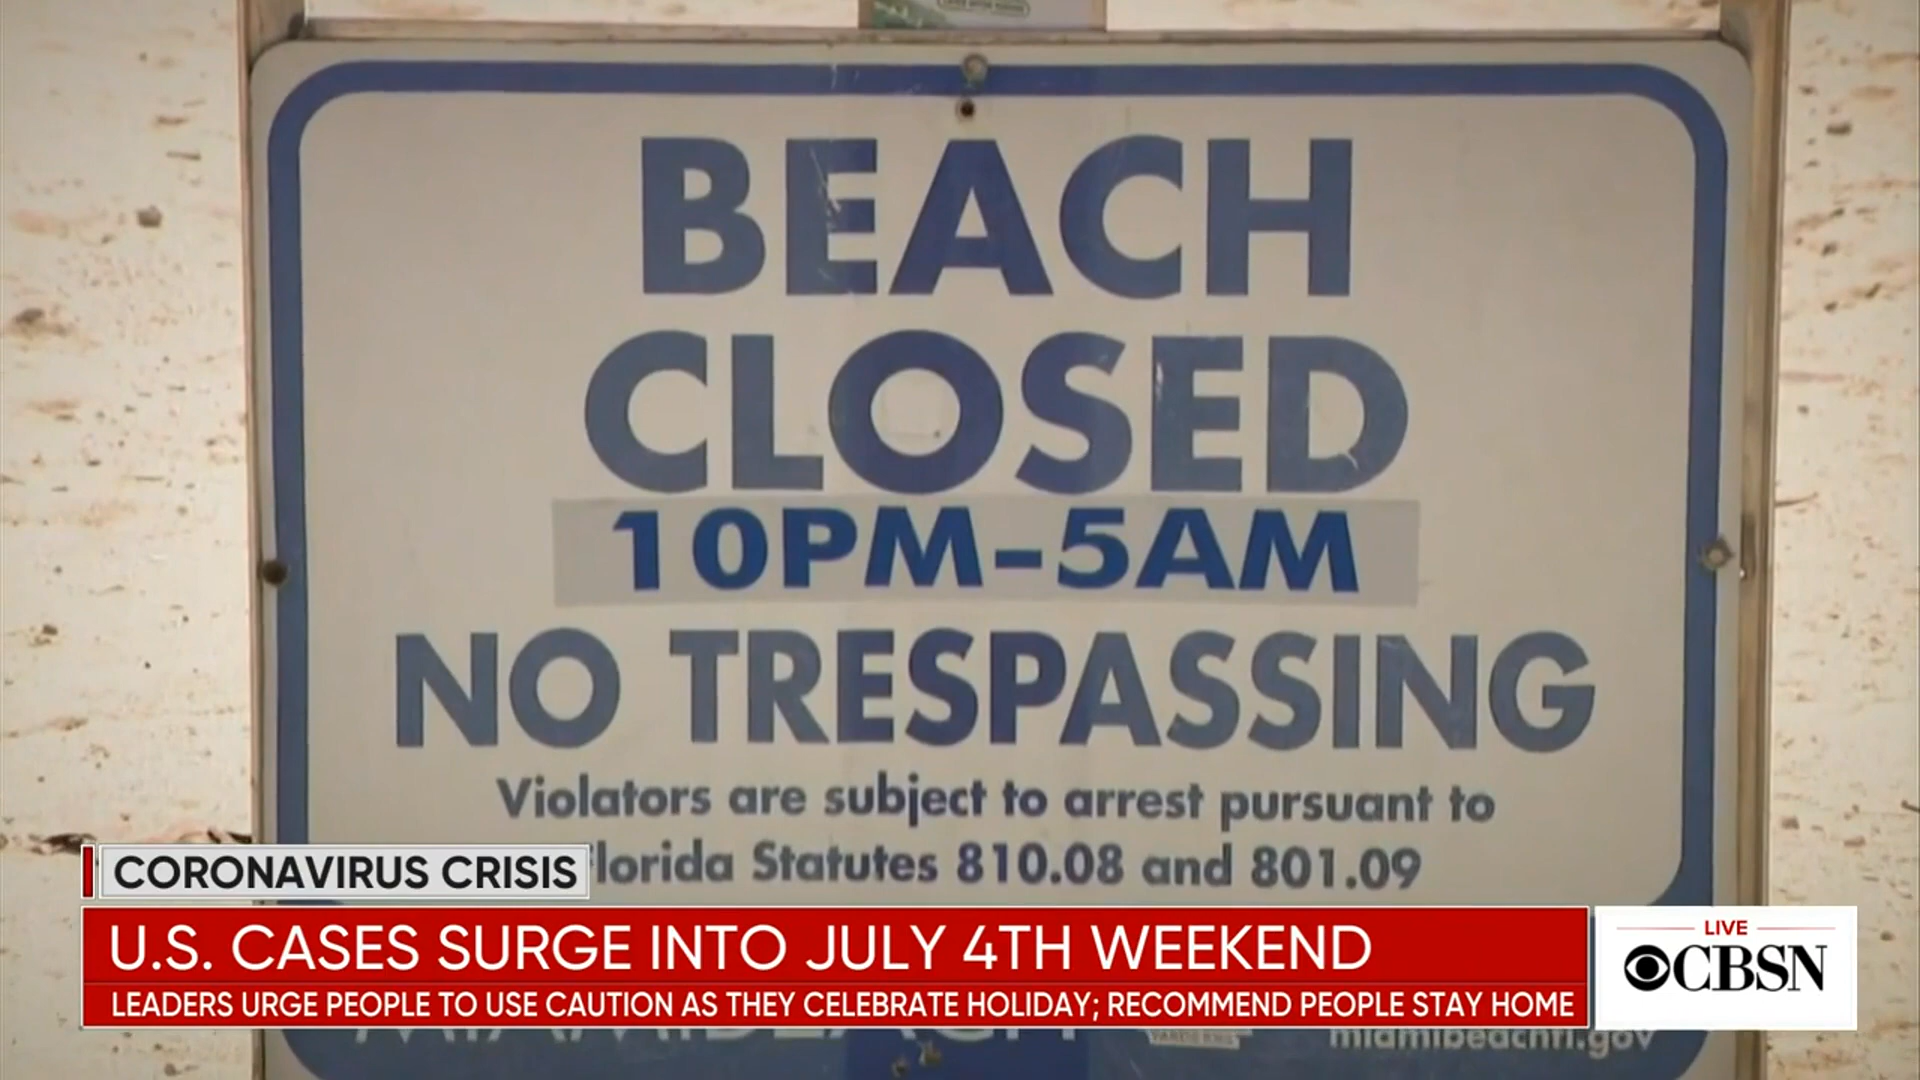 BEACH
CLOSED
10PM-5AM
NO TRESPASSING
Violators are subject to arrest pursuant to
Florida Statutes 810.08 and 801.09
CORONAVIRUS CRISIS
U.S. CASES SURGE INTO JULY 4TH WEEKEND
LEADERS URGE PEOPLE TO USE CAUTION AS THEY CELEBRATE HOLIDAY; RECOMMEND PEOPLE STAY HOME
LIVE
CBSN
MIAMIBEACH
miamibeachfl.gov